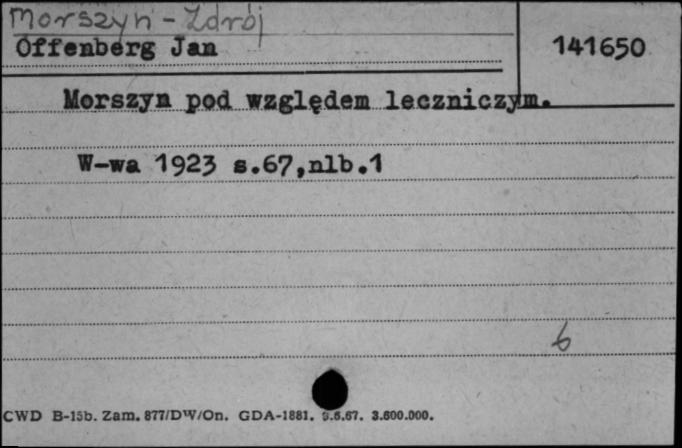 Morszyn - Zdrój
Offenberg Jan
141650
Morszyn pod względem leczniczym.
W-wa 1923 s.67,nlb.1
6
CWD B-15b. Zam. 877/DW/On. GDA-1881. 9.6.67. 3.600.000.